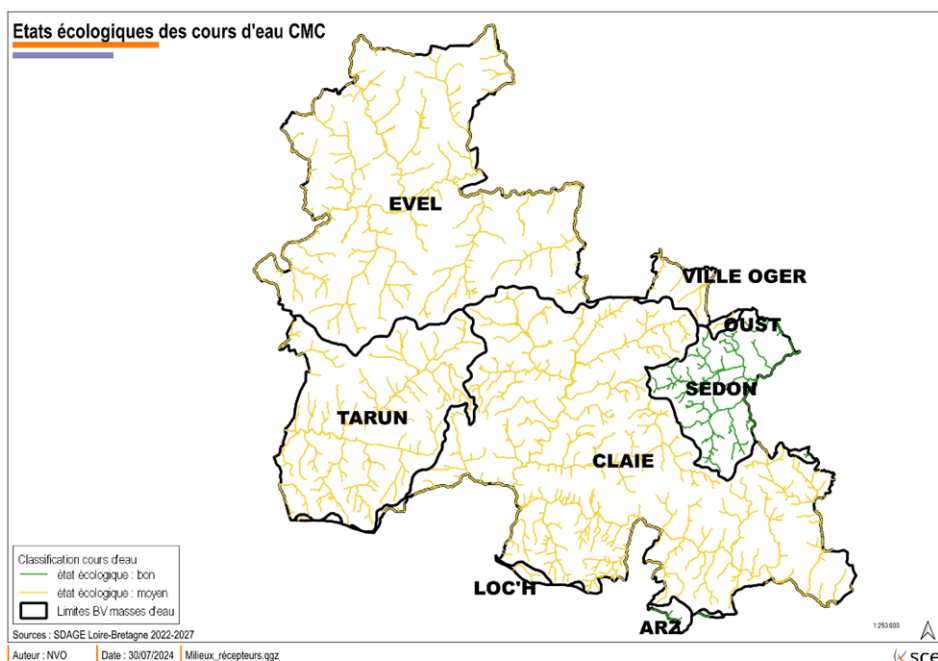 Etats écologiques des cours d'eau CMC
EVEL
VILLE OGER
OUST
SEDON
TARUN
CLAIE
LOC'H
ARZ
Classification cours d'eau
état écologique : bon
état écologique : moyen
Limites BV masses d'eau
Sources : SDAGE Loire-Bretagne 2022-2027
1:250 000
Auteur : NVO Date : 30/07/2024 Milieux_récepteurs.qgz
sce